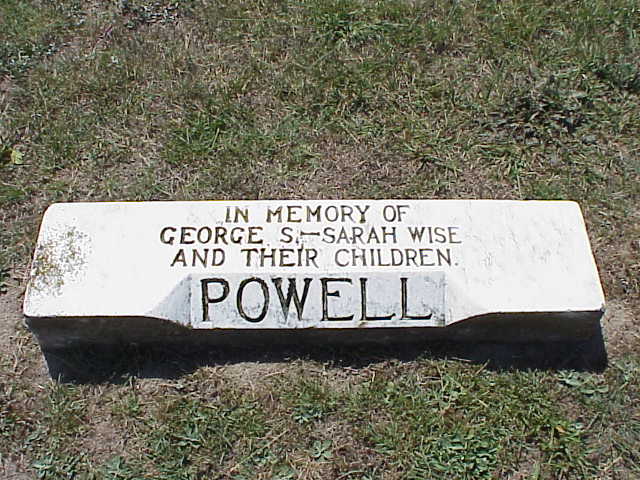 IN MEMORY OF
GEORGE S.—SARAH WISE
AND THEIR CHILDREN.
POWELL